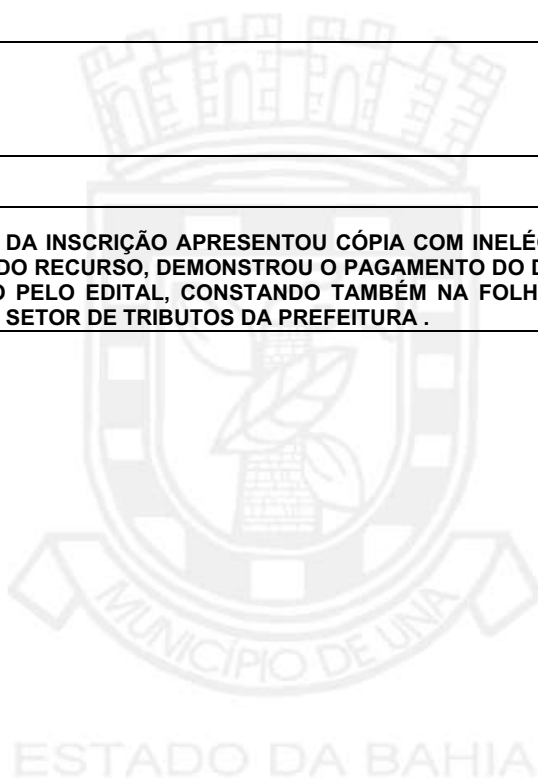 DA INSCRIÇÃO APRESENTOU CÓPIA COM INELÉ
DO RECURSO, DEMONSTROU O PAGAMENTO DO
PELO EDITAL, CONSTANDO TAMBÉM NA FOLH
SETOR DE TRIBUTOS DA PREFEITURA .
MUNICÍPIO DE UNA
ESTADO DA BAHIA